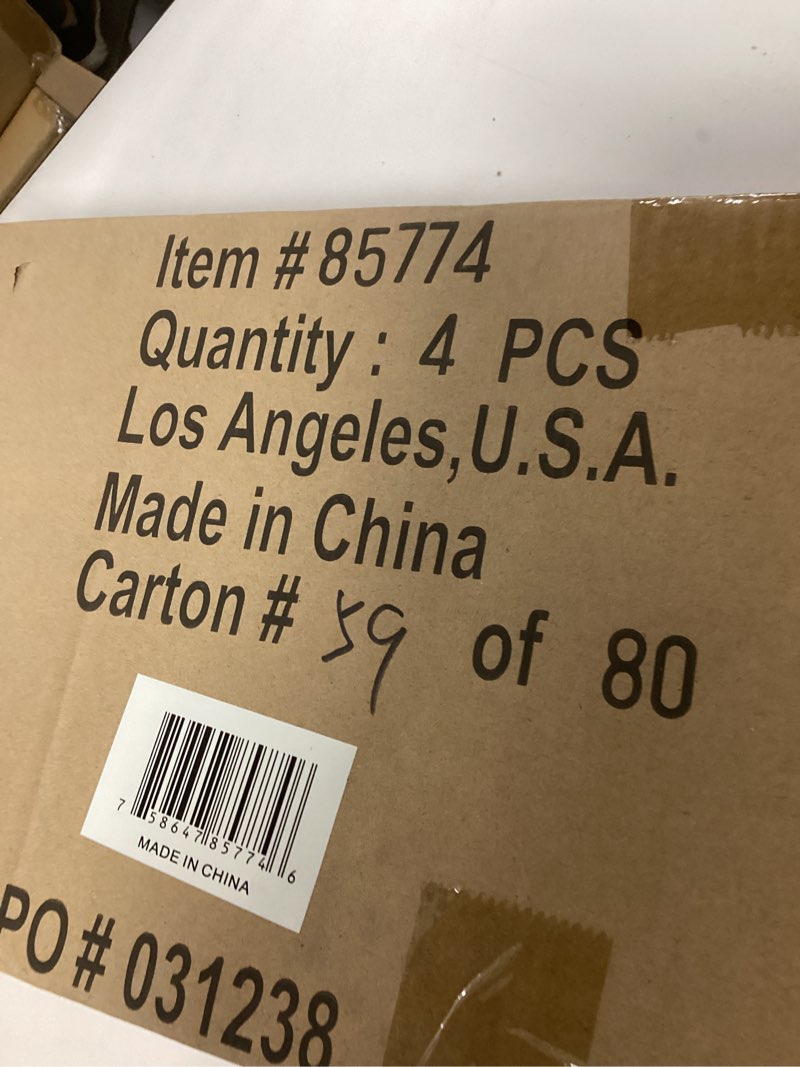 Item #85774
Quantity : 4 PCS
Los Angeles,U.S.A.
Made in China
Carton # 59 of 80
7 58647 85774 6
MADE IN CHINA
PO # 031238